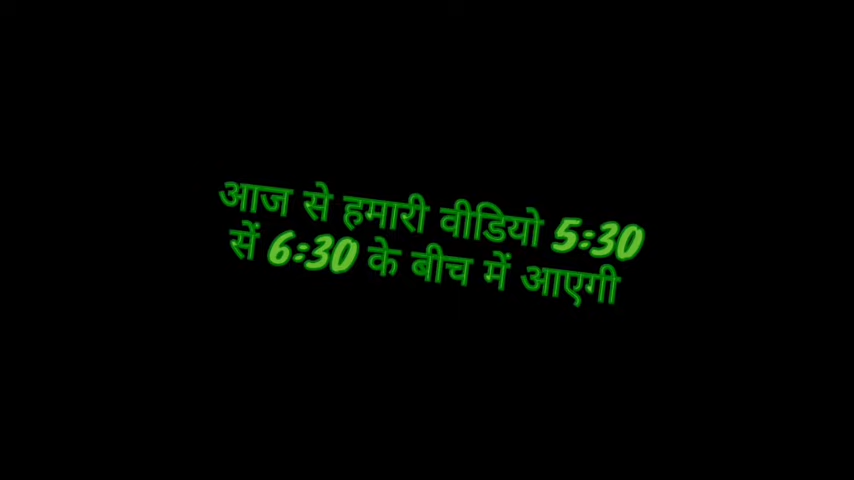 आज से हमारी वीडियो 5:30
सें 6:30 के बीच में आएगी